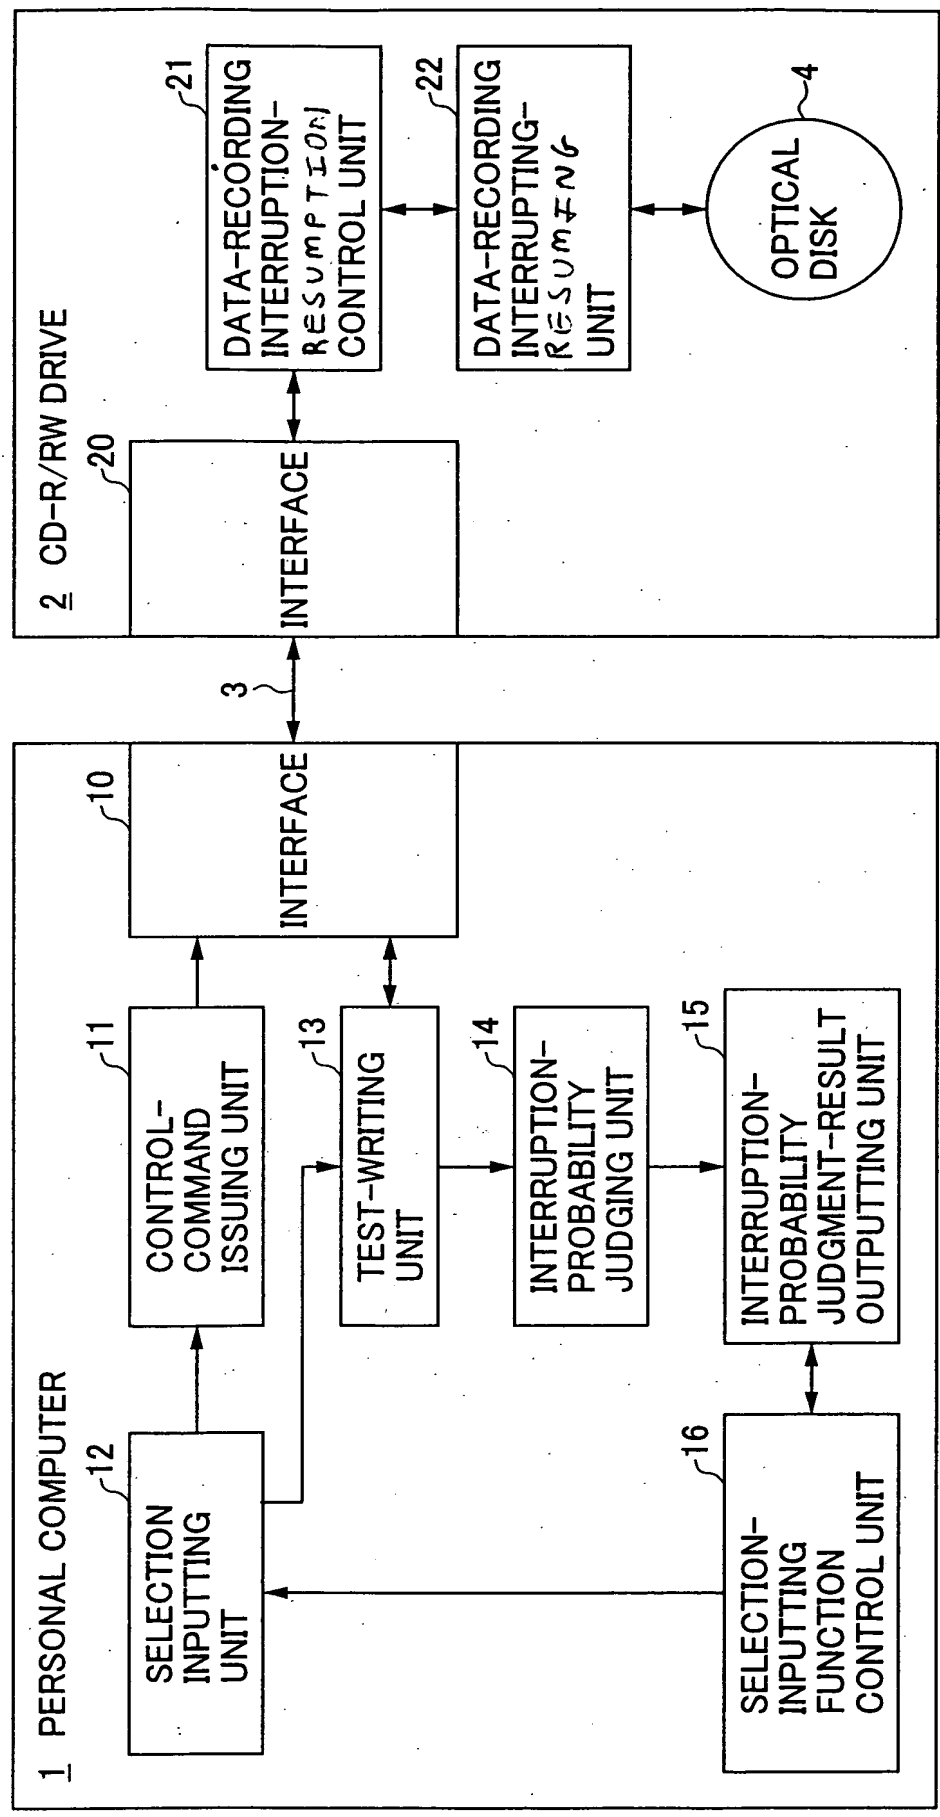 1 PERSONAL COMPUTER
12
SELECTION
INPUTTING
UNIT
11
CONTROL-
COMMAND
ISSUING UNIT
10
INTERFACE
13
TEST-WRITING
UNIT
14
INTERRUPTION-
PROBABILITY
JUDGING UNIT
15
INTERRUPTION-
PROBABILITY
JUDGMENT-RESULT
OUTPUTTING UNIT
16
SELECTION-
INPUTTING
FUNCTION
CONTROL UNIT
3
2 CD-R/RW DRIVE
20
INTERFACE
21
DATA-RECORDING
INTERRUPTION-
RESUMPTION
CONTROL UNIT
22
DATA-RECORDING
INTERRUPTING-
RESUMING
UNIT
4
OPTICAL
DISK